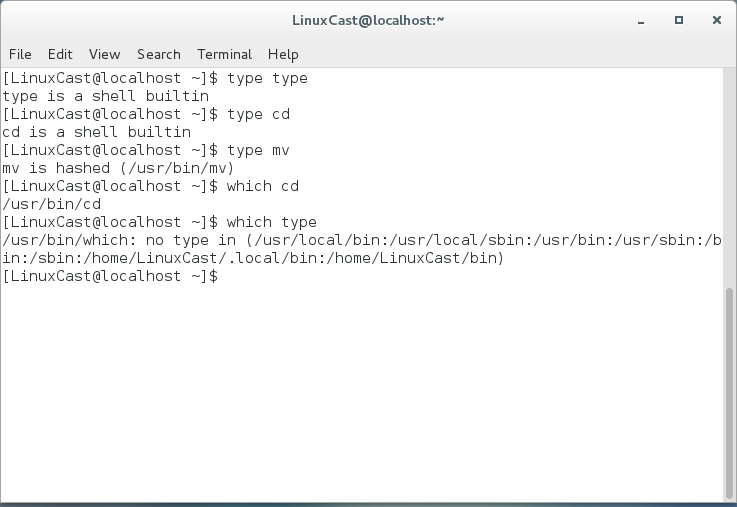 LinuxCast@localhost:~
File Edit View Search Terminal Help
[LinuxCast@localhost ~]$ type type
type is a shell builtin
[LinuxCast@localhost ~]$ type cd
cd is a shell builtin
[LinuxCast@localhost ~]$ type mv
mv is hashed (/usr/bin/mv)
[LinuxCast@localhost ~]$ which cd
/usr/bin/cd
[LinuxCast@localhost ~]$ which type
/usr/bin/which: no type in (/usr/local/bin:/usr/local/sbin:/usr/bin:/usr/sbin:/b
in:/sbin:/home/LinuxCast/.local/bin:/home/LinuxCast/bin)
[LinuxCast@localhost ~]$